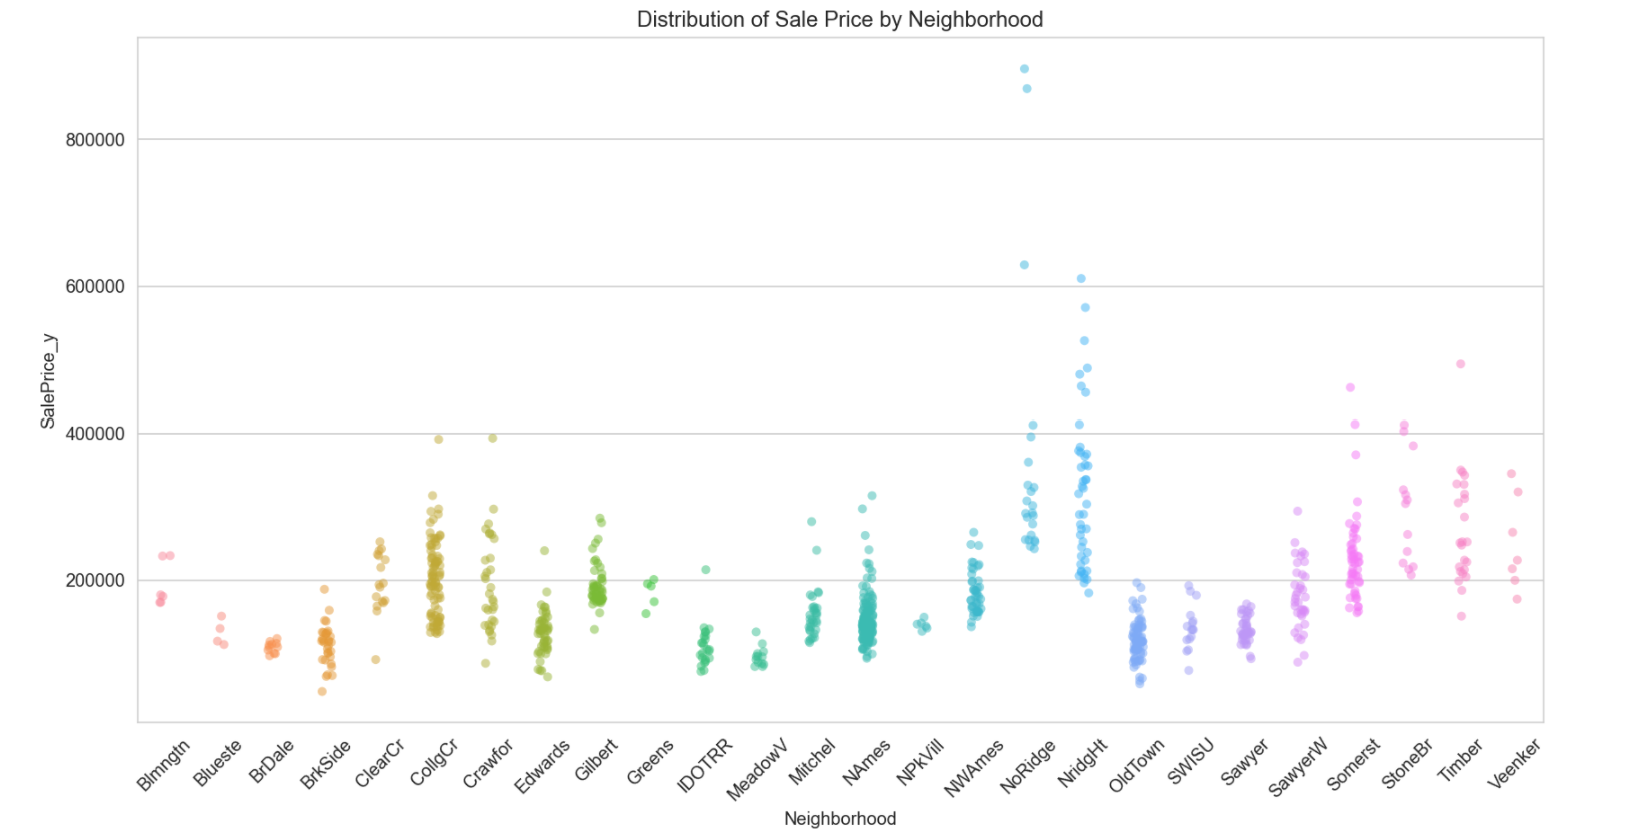 Distribution of Sale Price by Neighborhood
800000
600000
400000
200000
SalePrice_y
Blmngtn
Blueste
BrDale
BrkSide
ClearCr
CollgCr
Crawfor
Edwards
Gilbert
Greens
IDOTRR
MeadowV
Mitchel
NAmes
NPkVill
NWAmes
NoRidge
NridgHt
OldTown
SWISU
Sawyer
SawyerW
Somerst
StoneBr
Timber
Veenker
Neighborhood